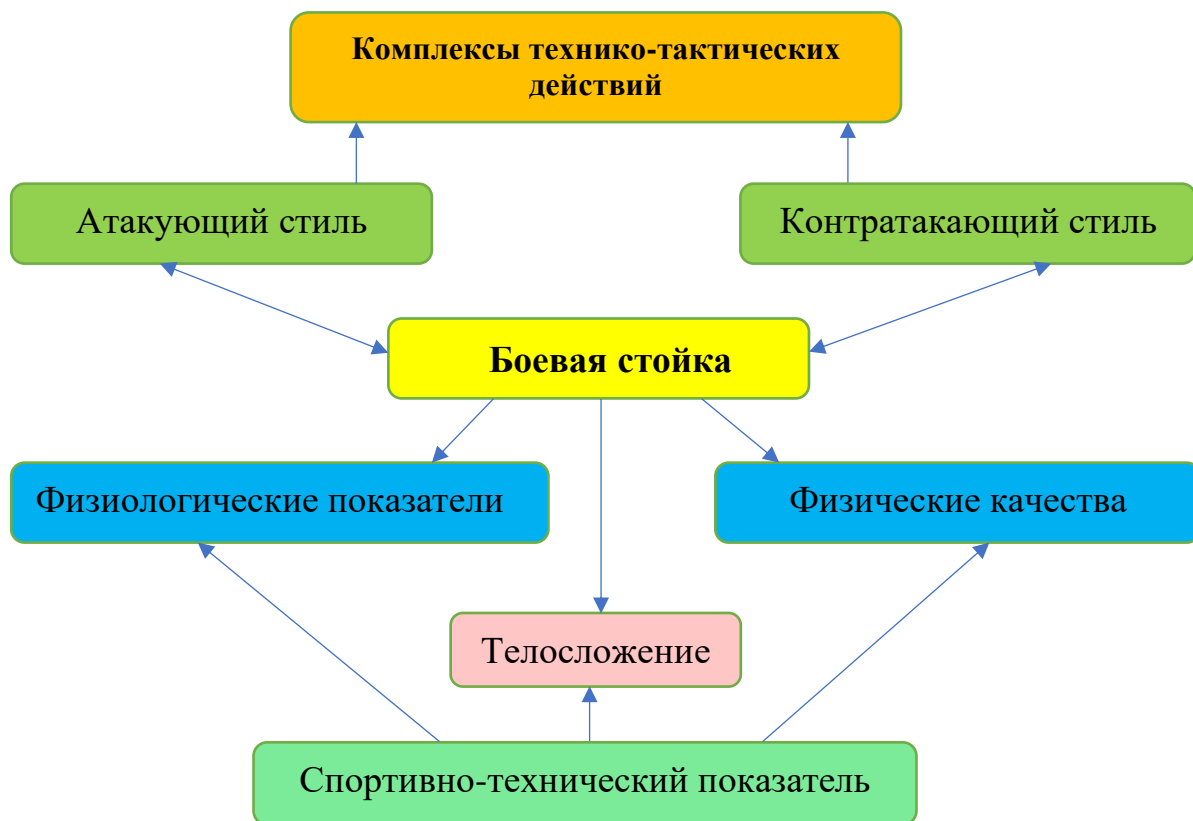 Комплексы технико-тактических
действий
Атакующий стиль
Контратакающий стиль
Боевая стойка
Физиологические показатели
Физические качества
Телосложение
Спортивно-технический показатель